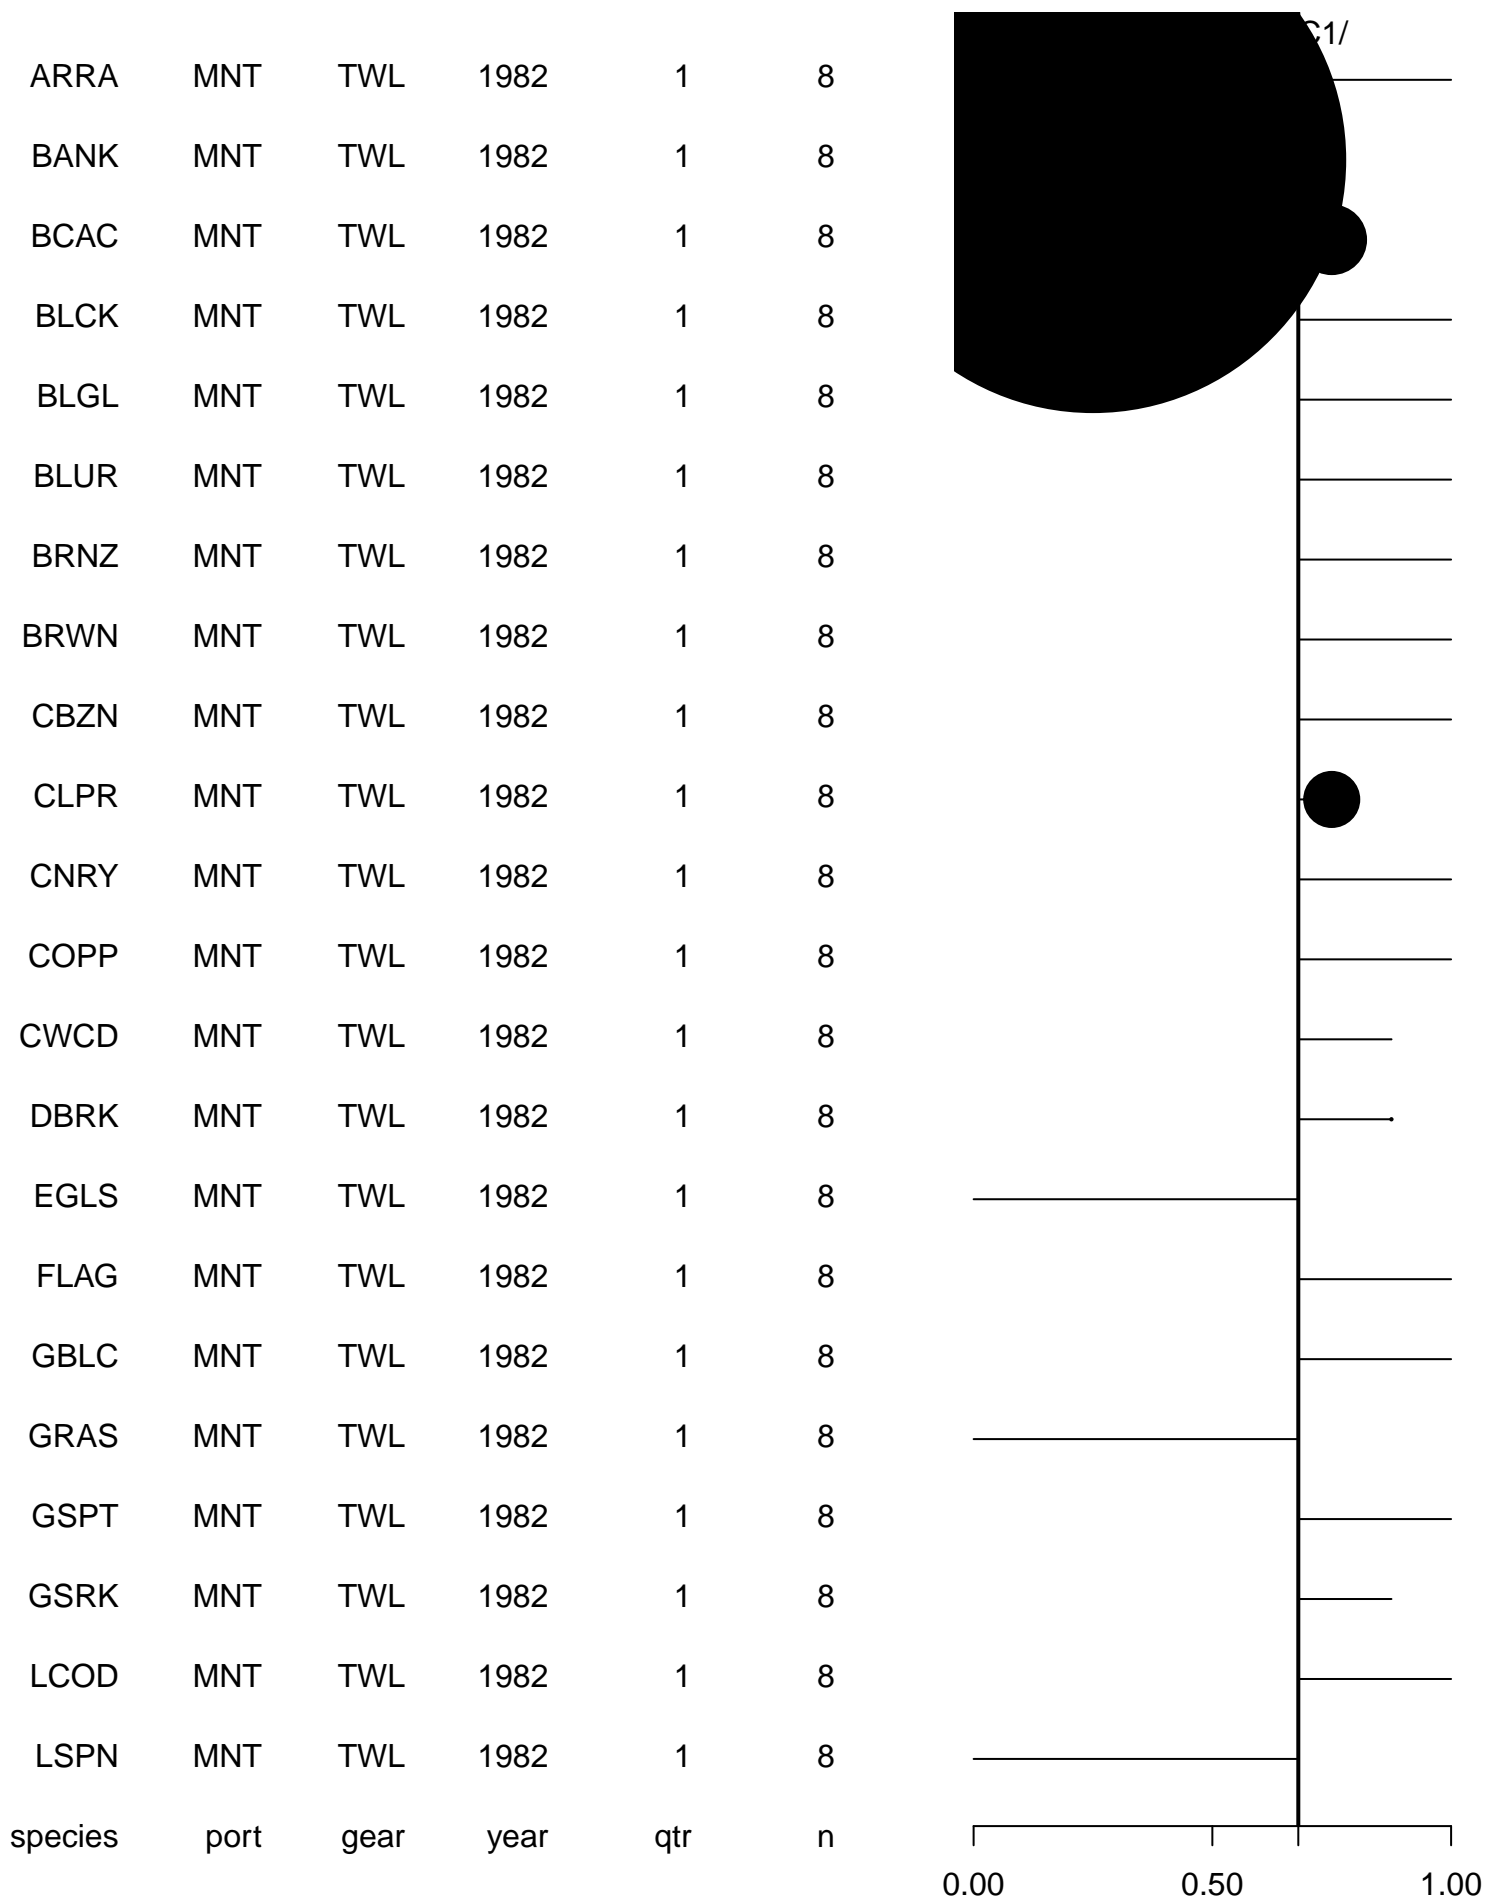 C1/
ARRA MNT TWL 1982 1 8
BANK MNT TWL 1982 1 8
BCAC MNT TWL 1982 1 8
BLCK MNT TWL 1982 1 8
BLGL MNT TWL 1982 1 8
BLUR MNT TWL 1982 1 8
BRNZ MNT TWL 1982 1 8
BRWN MNT TWL 1982 1 8
CBZN MNT TWL 1982 1 8
CLPR MNT TWL 1982 1 8
CNRY MNT TWL 1982 1 8
COPP MNT TWL 1982 1 8
CWCD MNT TWL 1982 1 8
DBRK MNT TWL 1982 1 8
EGLS MNT TWL 1982 1 8
FLAG MNT TWL 1982 1 8
GBLC MNT TWL 1982 1 8
GRAS MNT TWL 1982 1 8
GSPT MNT TWL 1982 1 8
GSRK MNT TWL 1982 1 8
LCOD MNT TWL 1982 1 8
LSPN MNT TWL 1982 1 8
species port gear year qtr n
0.00 0.50 1.00